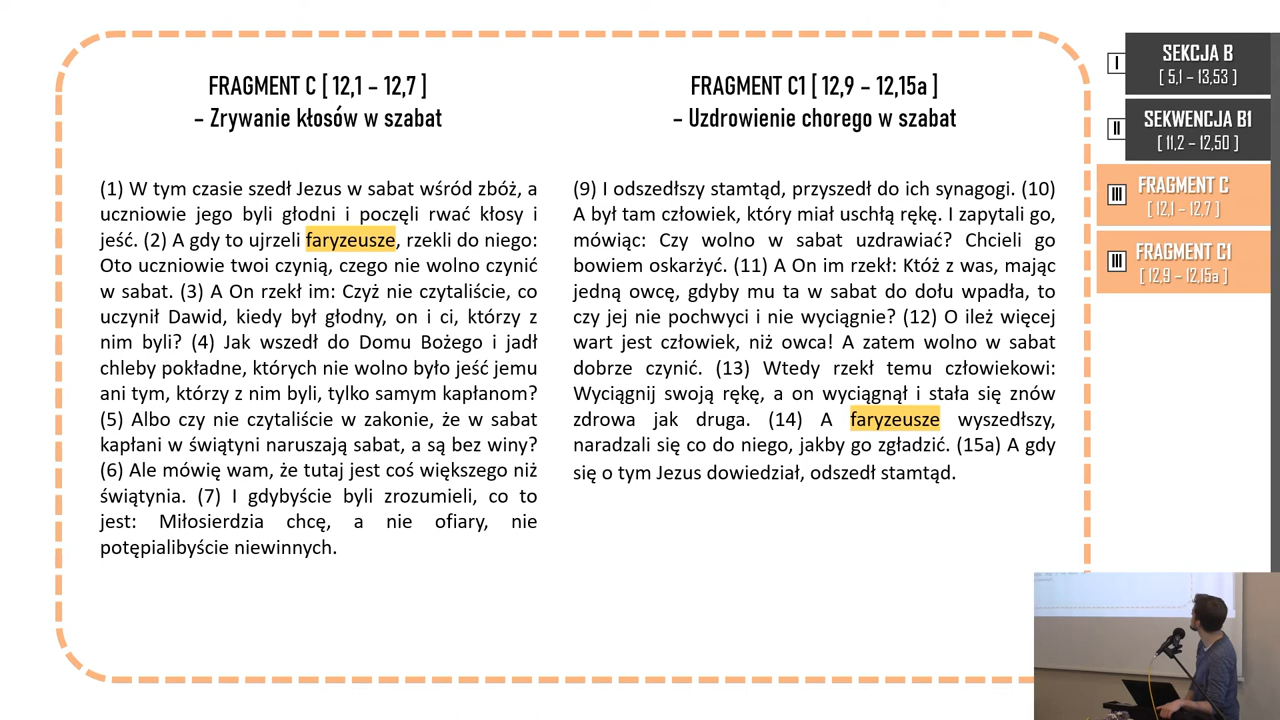 FRAGMENT C [ 12,1 – 12,7 ]
– Zrywanie kłosów w szabat
(1) W tym czasie szedł Jezus w sabat wśród zbóż, a
uczniowie jego byli głodni i poczęli rwać kłosy i
jeść. (2) A gdy to ujrzeli faryzeusze, rzekli do niego:
Oto uczniowie twoi czynią, czego nie wolno czynić
w sabat. (3) A On rzekł im: Czyż nie czytaliście, co
uczynił Dawid, kiedy był głodny, on i ci, którzy z
nim byli? (4) Jak wszedł do Domu Bożego i jadł
chleby pokładne, których nie wolno było jeść jemu
ani tym, którzy z nim byli, tylko samym kapłanom?
(5) Albo czy nie czytaliście w zakonie, że w sabat
kapłani w świątyni naruszają sabat, a są bez winy?
(6) Ale mówię wam, że tutaj jest coś większego niż
świątynia. (7) I gdybyście byli zrozumieli, co to
jest: Miłosierdzia chcę, a nie ofiary, nie
potępialibyście niewinnych.
FRAGMENT C1 [ 12,9 – 12,15a ]
– Uzdrowienie chorego w szabat
(9) I odszedłszy stamtąd, przyszedł do ich synagogi. (10)
A był tam człowiek, który miał uschłą rękę. I zapytali go,
mówiąc: Czy wolno w sabat uzdrawiać? Chcieli go
bowiem oskarżyć. (11) A On im rzekł: Któż z was, mając
jedną owcę, gdyby mu ta w sabat do dołu wpadła, to
czy jej nie pochwyci i nie wyciągnie? (12) O ileż więcej
wart jest człowiek, niż owca! A zatem wolno w sabat
dobrze czynić. (13) Wtedy rzekł temu człowiekowi:
Wyciągnij swoją rękę, a on wyciągnął i stała się znów
zdrowa jak druga. (14) A faryzeusze wyszedłszy,
naradzali się co do niego, jakby go zgładzić. (15a) A gdy
się o tym Jezus dowiedział, odszedł stamtąd.
I
SEKCJA B
[ 5,1 – 13,53 ]
II
SEKWENCJA B1
[ 11,2 – 12,50 ]
III
FRAGMENT C
[ 12,1 – 12,7 ]
III
FRAGMENT C1
[ 12,9 – 12,15a ]